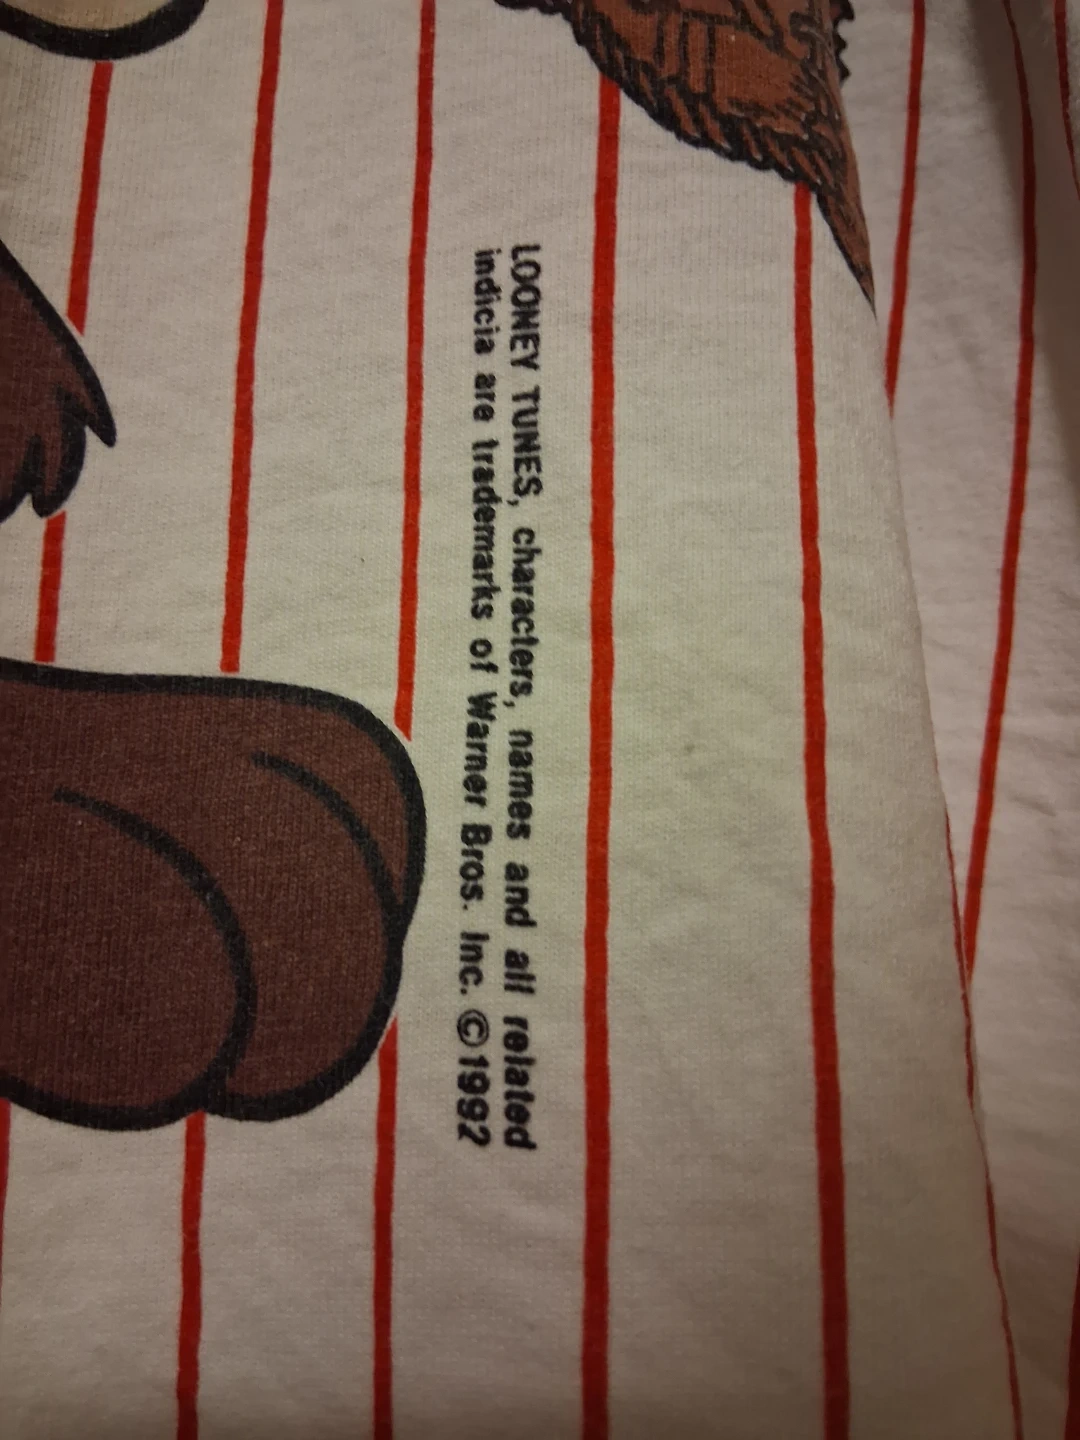 LOONEY TUNES, characters, names and all related
indicia are trademarks of Warner Bros. Inc. ©1992